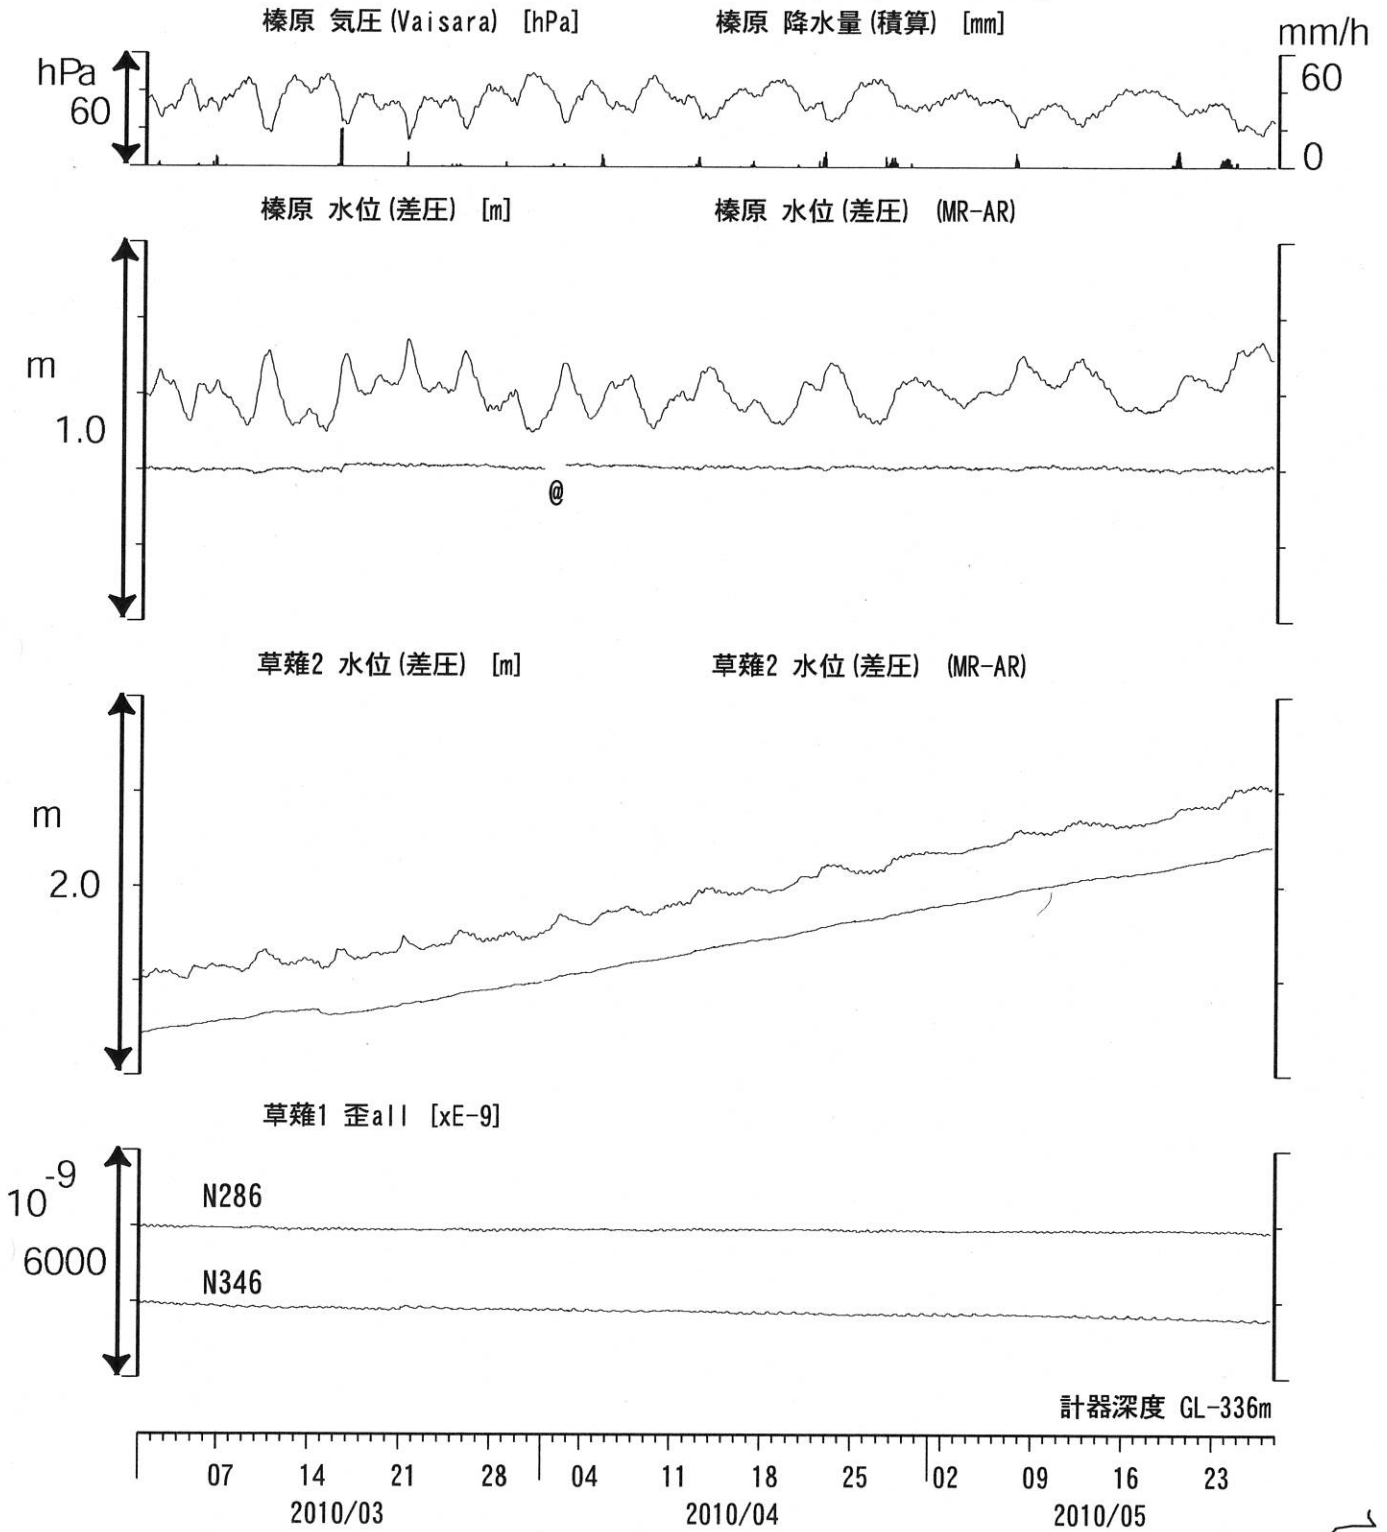 榛原 気圧(Vaisara) [hPa] 榛原 降水量(積算) [mm]
mm/h
hPa
60
60
0
榛原 水位(差圧) [m] 榛原 水位(差圧) (MR-AR)
m
1.0
@
草薙2 水位(差圧) [m] 草薙2 水位(差圧) (MR-AR)
m
2.0
草薙1 歪all [xE-9]
10-9
6000
N286
N346
計器深度 GL-336m
07 14 21 28 04 11 18 25 02 09 16 23
2010/03 2010/04 2010/05